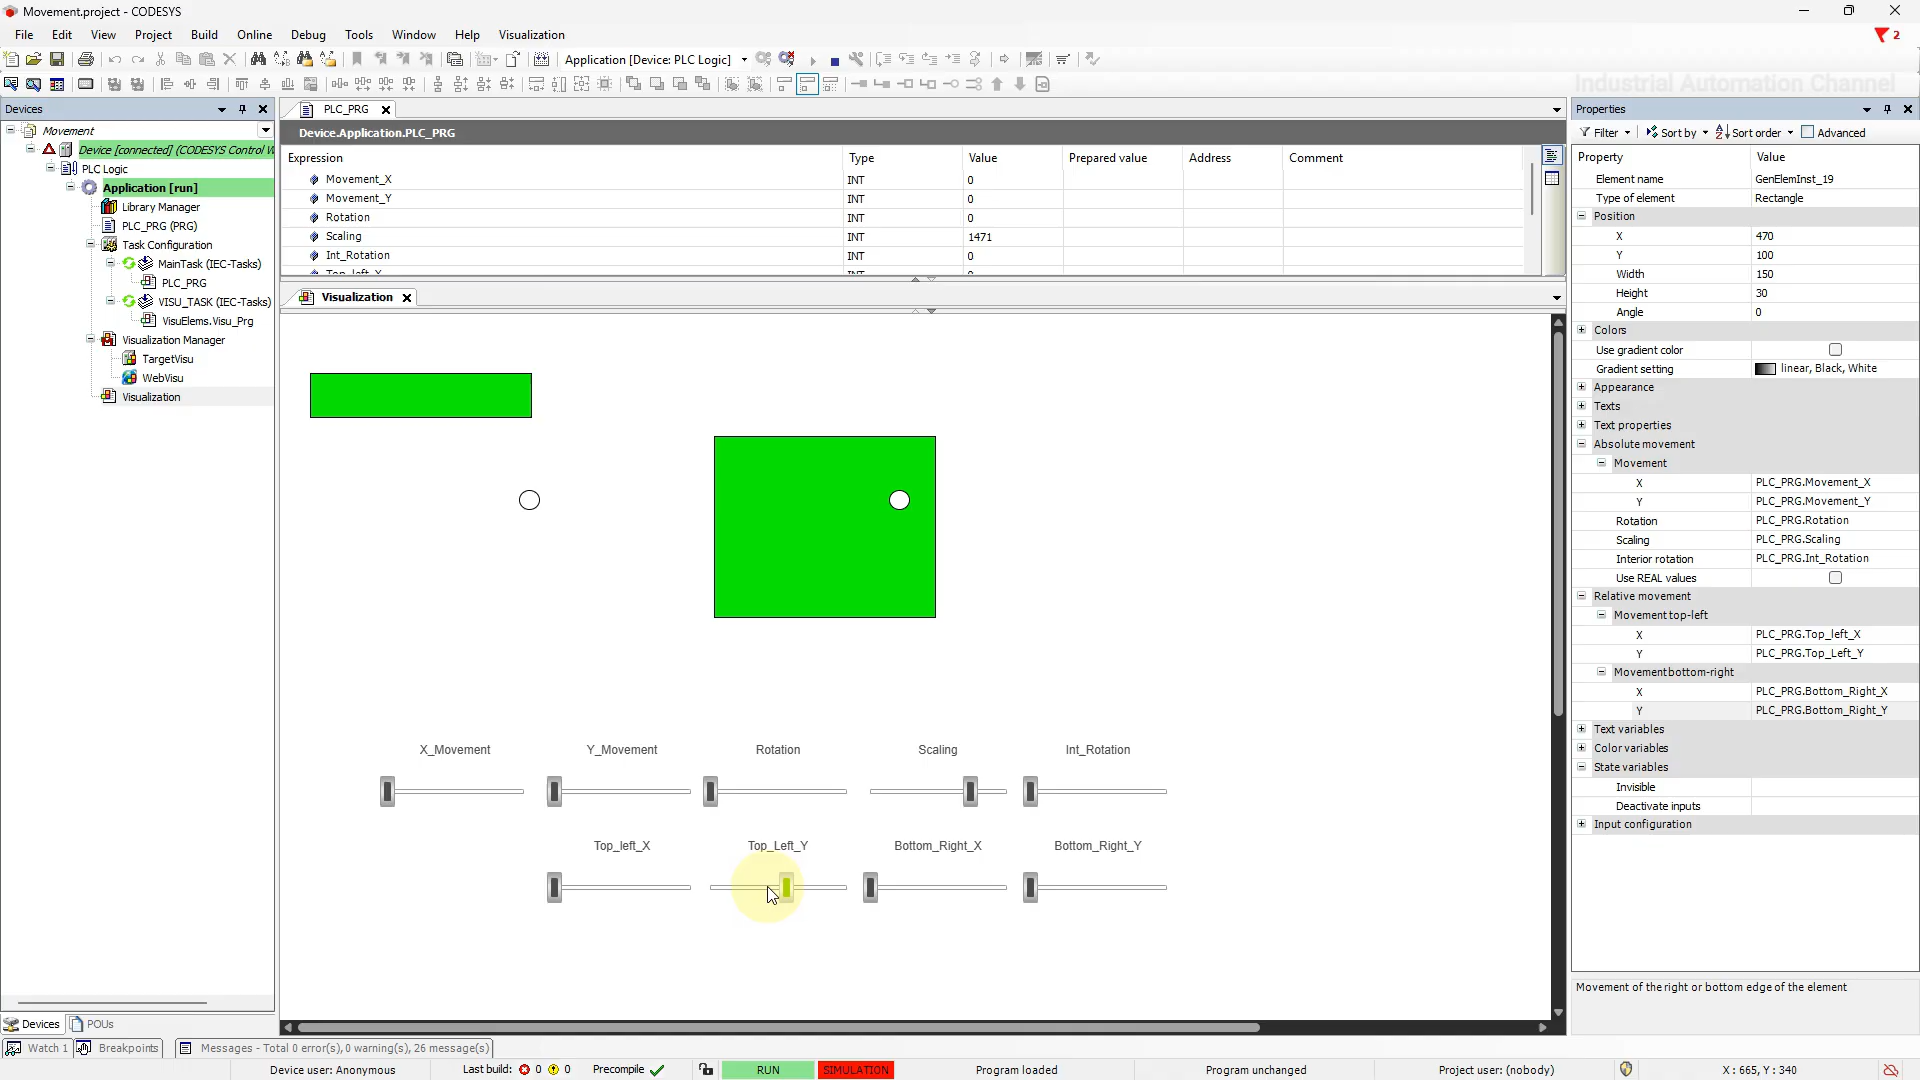 Movement.project - CODESYS
File Edit View Project Build Online Debug Tools Window Help Visualization
2
Application [Device: PLC Logic]
Industrial Automation Channel
Devices
PLC_PRG
Properties
Movement
Device.Application.PLC_PRG
Filter Sort by Sort order Advanced
Device [connected] (CODESYS Control W
Expression Type Value Prepared value Address Comment
Property Value
PLC Logic
Movement_X INT 0
Element name GenElemInst_19
Application [run]
Movement_Y INT 0
Type of element Rectangle
Library Manager
Rotation INT 0
Position
PLC_PRG (PRG)
Scaling INT 1471
X 470
Task Configuration
Int_Rotation INT 0
Y 100
MainTask (IEC-Tasks)
Top_left_X INT 0
Width 150
PLC_PRG
Visualization
Height 30
VISU_TASK (IEC-Tasks)
Angle 0
VisuElems.Visu_Prg
Colors
Visualization Manager
Use gradient color
TargetVisu
Gradient setting linear, Black, White
WebVisu
Appearance
Visualization
Texts
Text properties
Absolute movement
Movement
X PLC_PRG.Movement_X
Y PLC_PRG.Movement_Y
Rotation PLC_PRG.Rotation
Scaling PLC_PRG.Scaling
Interior rotation PLC_PRG.Int_Rotation
Use REAL values
Relative movement
Movement top-left
X PLC_PRG.Top_left_X
Y PLC_PRG.Top_Left_Y
Movement bottom-right
X PLC_PRG.Bottom_Right_X
Y PLC_PRG.Bottom_Right_Y
Text variables
Color variables
State variables
Invisible
Deactivate inputs
Input configuration
X_Movement Y_Movement Rotation Scaling Int_Rotation
Top_left_X Top_Left_Y Bottom_Right_X Bottom_Right_Y
Movement of the right or bottom edge of the element
Devices POUs
Watch 1 Breakpoints Messages - Total 0 error(s), 0 warning(s), 26 message(s)
Device user: Anonymous Last build: 0 0 Precompile RUN SIMULATION Program loaded Program unchanged Project user: (nobody) X : 665, Y : 340